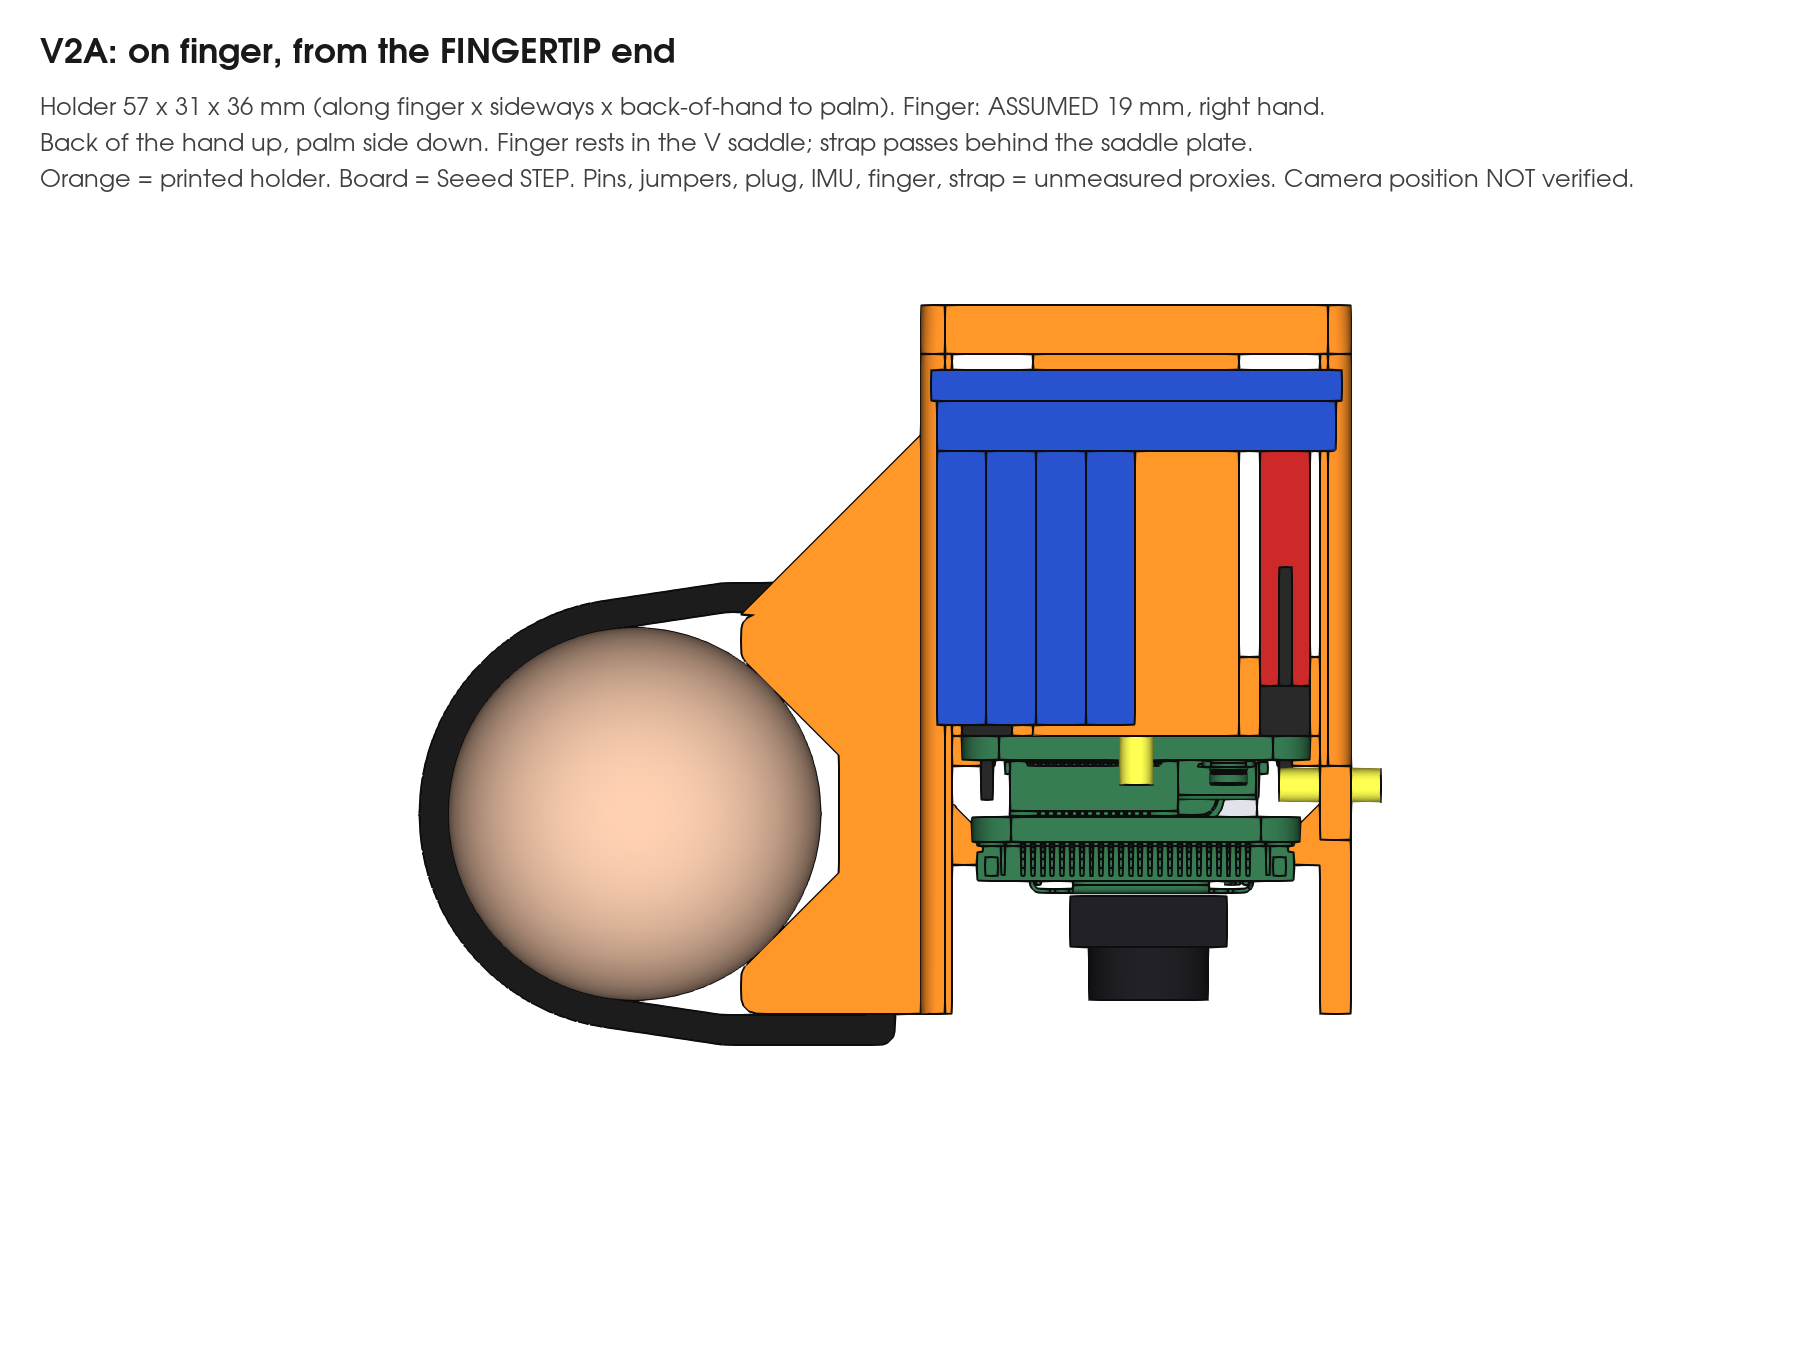 V2A: on finger, from the FINGERTIP end
Holder 57 x 31 x 36 mm (along finger x sideways x back-of-hand to palm). Finger: ASSUMED 19 mm, right hand.
Back of the hand up, palm side down. Finger rests in the V saddle; strap passes behind the saddle plate.
Orange = printed holder. Board = Seeed STEP. Pins, jumpers, plug, IMU, finger, strap = unmeasured proxies. Camera position NOT verified.